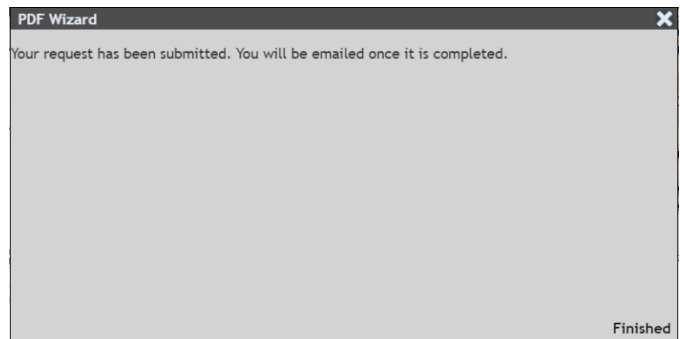 PDF Wizard
Your request has been submitted. You will be emailed once it is completed.
Finished